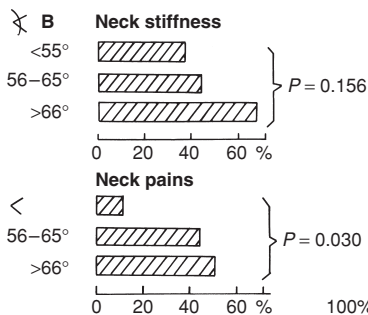 ∢ B Neck stiffness
<55°
56–65° P = 0.156
>66°
0 20 40 60 %
Neck pains
<
56–65° P = 0.030
>66°
0 20 40 60 % 100%